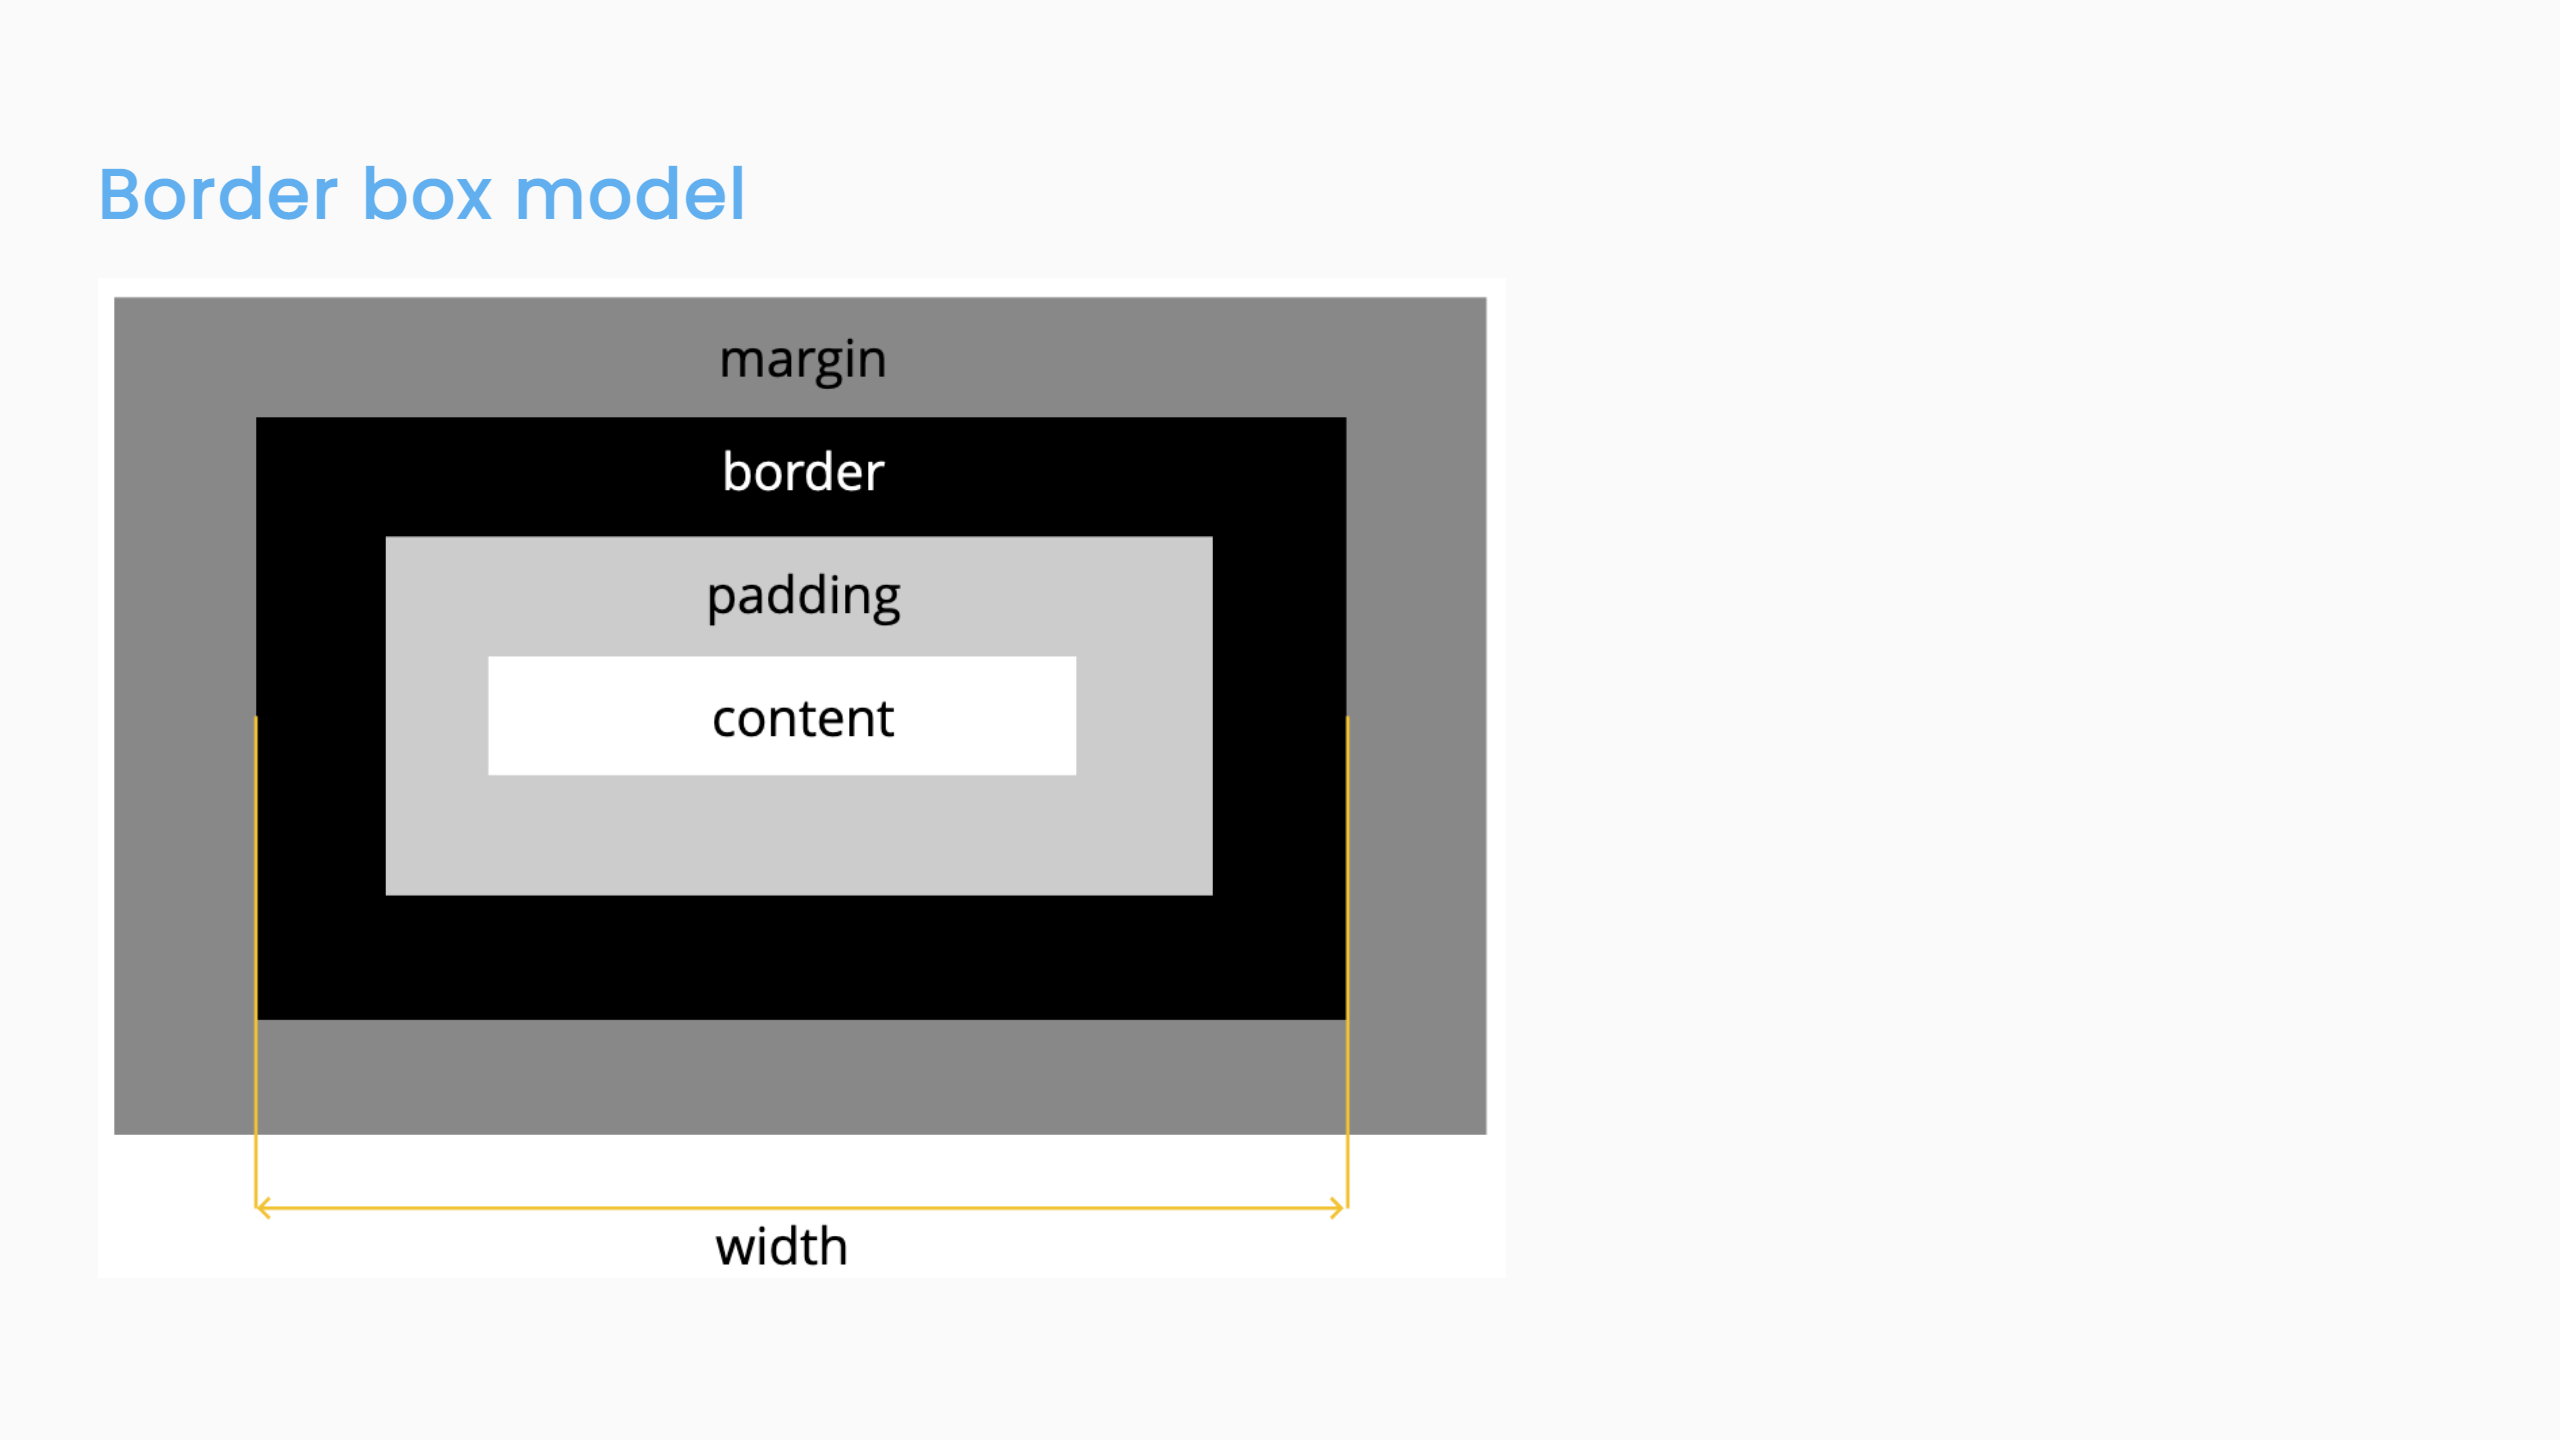 Border box model
margin
border
padding
content
width